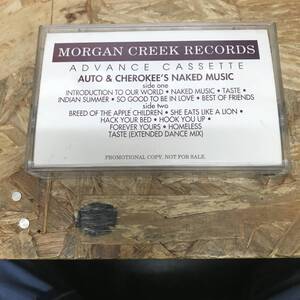 MORGAN CREEK RECORDS
ADVANCE CASSETTE
AUTO & CHEROKEE'S NAKED MUSIC
side one
INTRODUCTION TO OUR WORLD • NAKED MUSIC • TASTE •
INDIAN SUMMER • SO GOOD TO BE IN LOVE • BEST OF FRIENDS
side two
BREED OF THE APPLE CHILDREN • SHE EATS LIKE A LION •
HACK YOUR BED • HOOK YOU UP •
FOREVER YOURS • HOMELESS
TASTE (EXTENDED DANCE MIX)
PROMOTIONAL COPY. NOT FOR SALE.